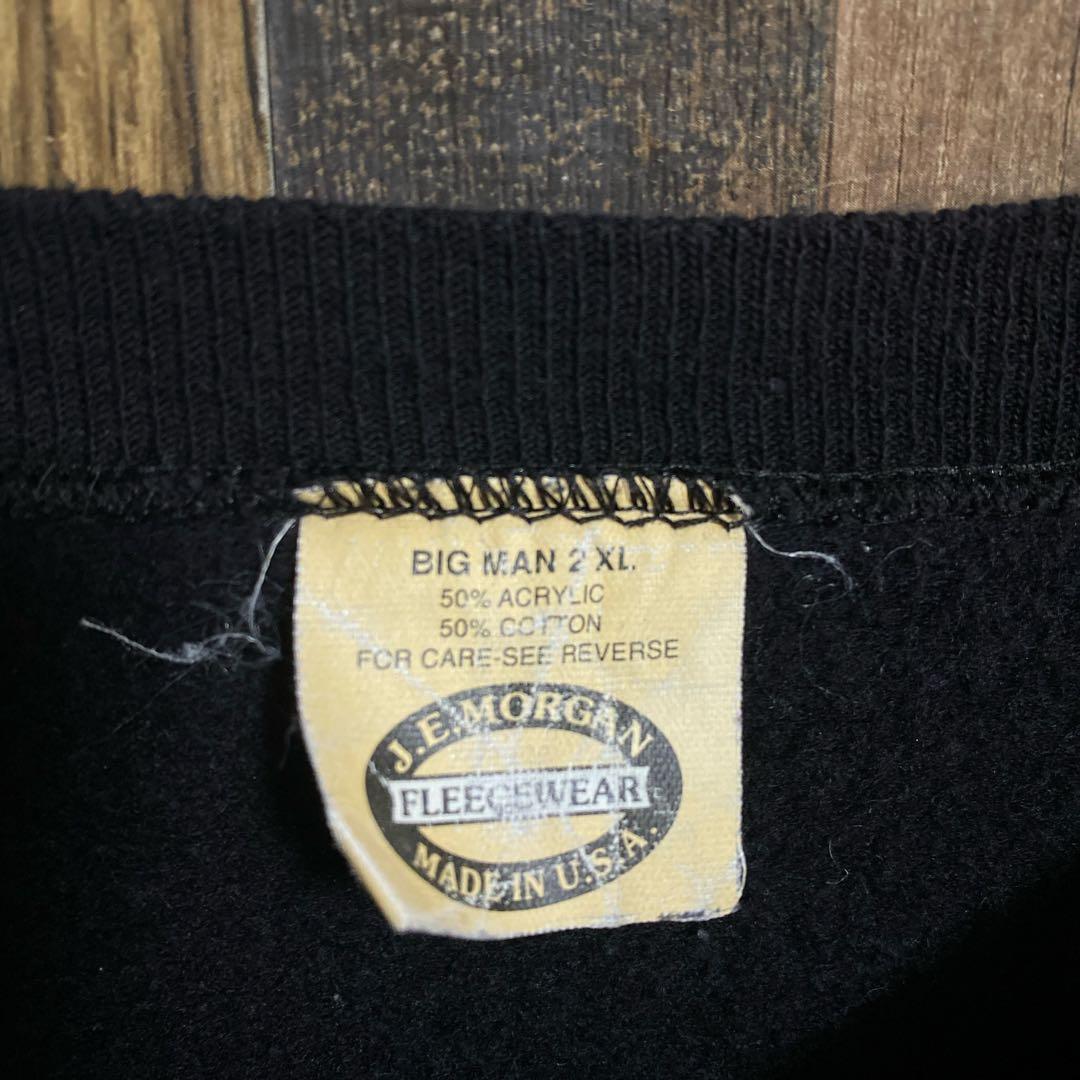 BIG MAN 2 XL.
50% ACRYLIC
50% COTTON
FOR CARE-SEE REVERSE
J.E. MORGAN
FLEECEWEAR
MADE IN U.S.A.